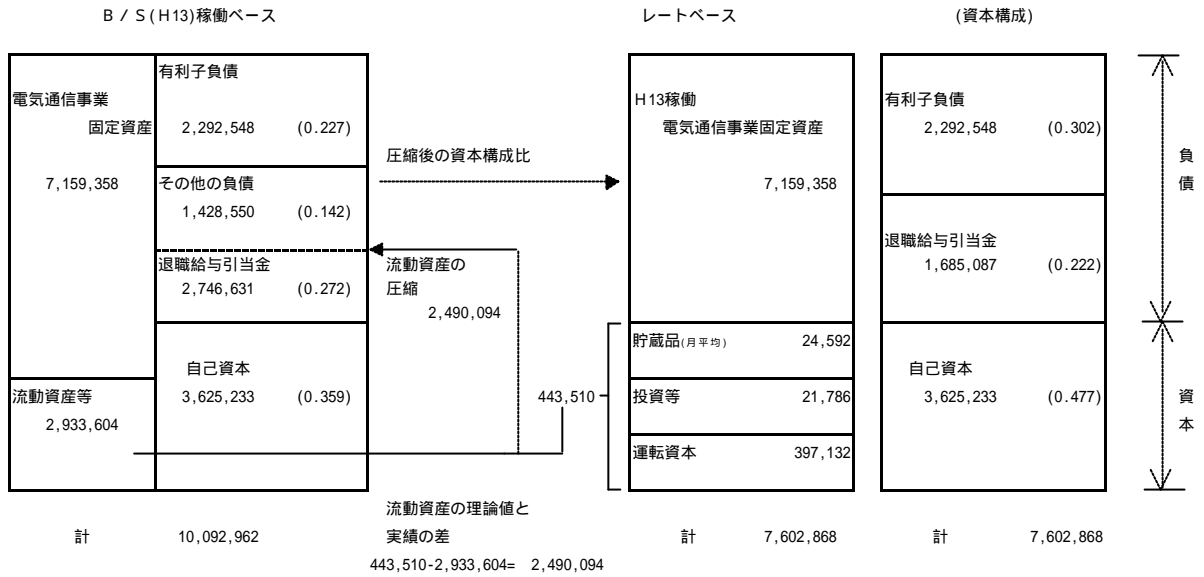 B / S(H13)稼働ベース
レートベース
(資本構成)
有利子負債
電気通信事業
固定資産
2,292,548 (0.227)
7,159,358
その他の負債
1,428,550 (0.142)
退職給与引当金
2,746,631 (0.272)
自己資本
3,625,233 (0.359)
流動資産等
2,933,604
計 10,092,962
圧縮後の資本構成比
流動資産の
圧縮
2,490,094
443,510
流動資産の理論値と
実績の差
443,510-2,933,604= 2,490,094
H13稼働
電気通信事業固定資産
7,159,358
貯蔵品(月平均) 24,592
投資等 21,786
運転資本 397,132
計 7,602,868
有利子負債
2,292,548 (0.302)
退職給与引当金
1,685,087 (0.222)
自己資本
3,625,233 (0.477)
計 7,602,868
負
債
資
本